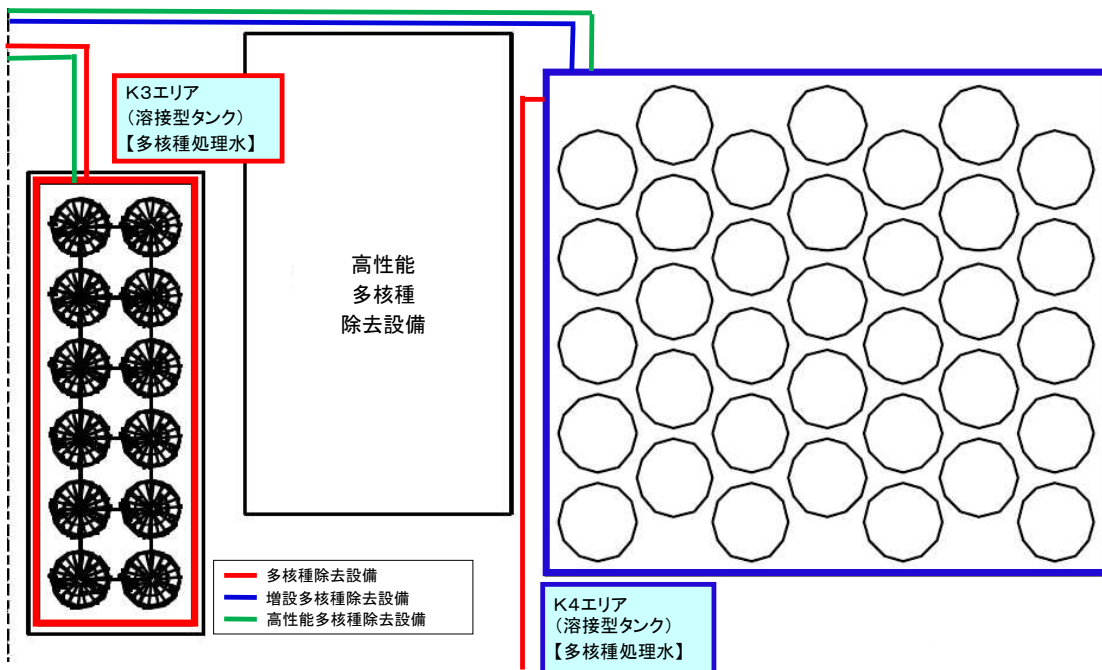 K3エリア
(溶接型タンク)
【多核種処理水】
高性能
多核種
除去設備
多核種除去設備
増設多核種除去設備
高性能多核種除去設備
K4エリア
(溶接型タンク)
【多核種処理水】